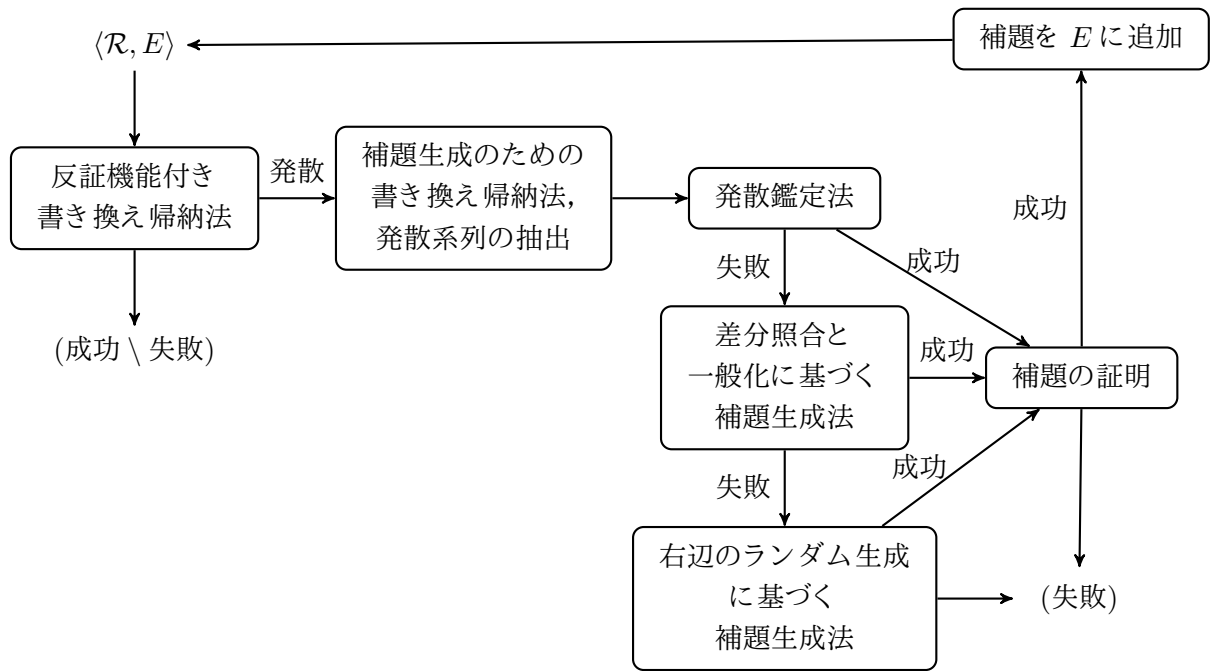 ⟨ℛ, E⟩
補題を E に追加
反証機能付き
書き換え帰納法
発散
補題生成のための
書き換え帰納法,
発散系列の抽出
発散鑑定法
成功
失敗
成功
(成功 \ 失敗)
差分照合と
一般化に基づく
補題生成法
成功
補題の証明
失敗
成功
右辺のランダム生成
に基づく
補題生成法
(失敗)